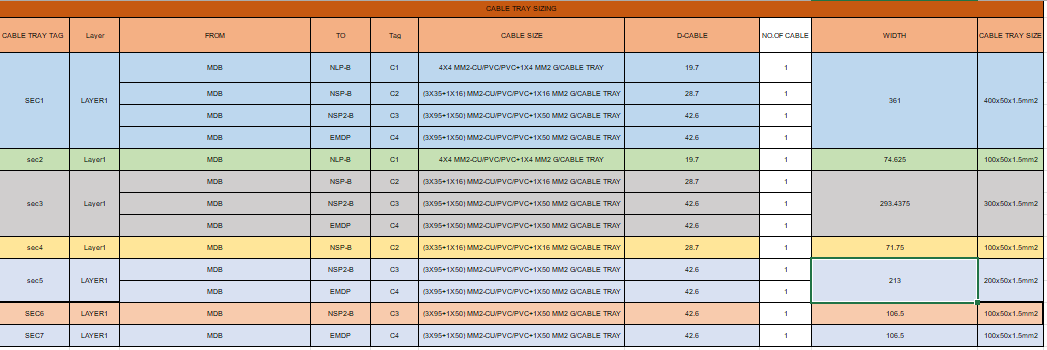 CABLE TRAY SIZING
CABLE TRAY TAG Layer FROM TO Tag CABLE SIZE D-CABLE NO.OF CABLE WIDTH CABLE TRAY SIZE
SEC1 LAYER1 MDB NLP-B C1 4X4 MM2-CU/PVC/PVC+1X4 MM2 G/CABLE TRAY 19.7 1 361 400x50x1.5mm2
MDB NSP-B C2 (3X35+1X16) MM2-CU/PVC/PVC+1X16 MM2 G/CABLE TRAY 28.7 1
MDB NSP2-B C3 (3X95+1X50) MM2-CU/PVC/PVC+1X50 MM2 G/CABLE TRAY 42.6 1
MDB EMDP C4 (3X95+1X50) MM2-CU/PVC/PVC+1X50 MM2 G/CABLE TRAY 42.6 1
sec2 Layer1 MDB NLP-B C1 4X4 MM2-CU/PVC/PVC+1X4 MM2 G/CABLE TRAY 19.7 1 74.625 100x50x1.5mm2
sec3 Layer1 MDB NSP-B C2 (3X35+1X16) MM2-CU/PVC/PVC+1X16 MM2 G/CABLE TRAY 28.7 1 293.4375 300x50x1.5mm2
MDB NSP2-B C3 (3X95+1X50) MM2-CU/PVC/PVC+1X50 MM2 G/CABLE TRAY 42.6 1
MDB EMDP C4 (3X95+1X50) MM2-CU/PVC/PVC+1X50 MM2 G/CABLE TRAY 42.6 1
sec4 Layer1 MDB NSP-B C2 (3X35+1X16) MM2-CU/PVC/PVC+1X16 MM2 G/CABLE TRAY 28.7 1 71.75 100x50x1.5mm2
sec5 LAYER1 MDB NSP2-B C3 (3X95+1X50) MM2-CU/PVC/PVC+1X50 MM2 G/CABLE TRAY 42.6 1 213 200x50x1.5mm2
MDB EMDP C4 (3X95+1X50) MM2-CU/PVC/PVC+1X50 MM2 G/CABLE TRAY 42.6 1
SEC6 LAYER1 MDB NSP2-B C3 (3X95+1X50) MM2-CU/PVC/PVC+1X50 MM2 G/CABLE TRAY 42.6 1 106.5 100x50x1.5mm2
SEC7 LAYER1 MDB EMDP C4 (3X95+1X50) MM2-CU/PVC/PVC+1X50 MM2 G/CABLE TRAY 42.6 1 106.5 100x50x1.5mm2